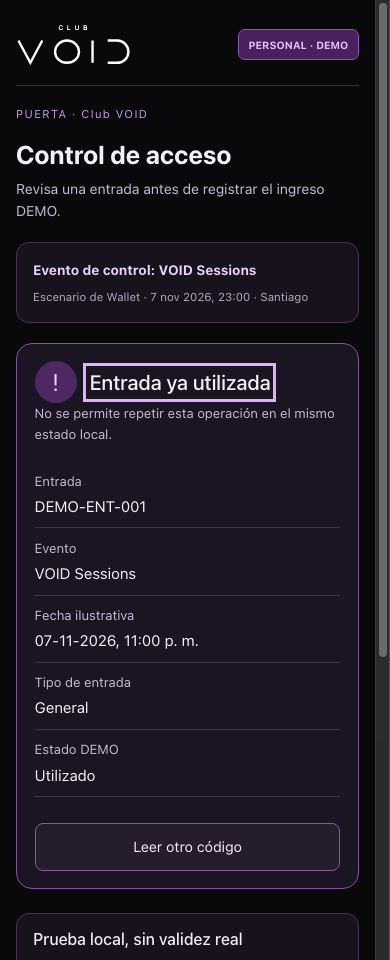 CLUB
VOID
PERSONAL · DEMO
PUERTA · Club VOID
Control de acceso
Revisa una entrada antes de registrar el ingreso
DEMO.
Evento de control: VOID Sessions
Escenario de Wallet · 7 nov 2026, 23:00 · Santiago
!
Entrada ya utilizada
No se permite repetir esta operación en el mismo
estado local.
Entrada
DEMO-ENT-001
Evento
VOID Sessions
Fecha ilustrativa
07-11-2026, 11:00 p. m.
Tipo de entrada
General
Estado DEMO
Utilizado
Leer otro código
Prueba local, sin validez real